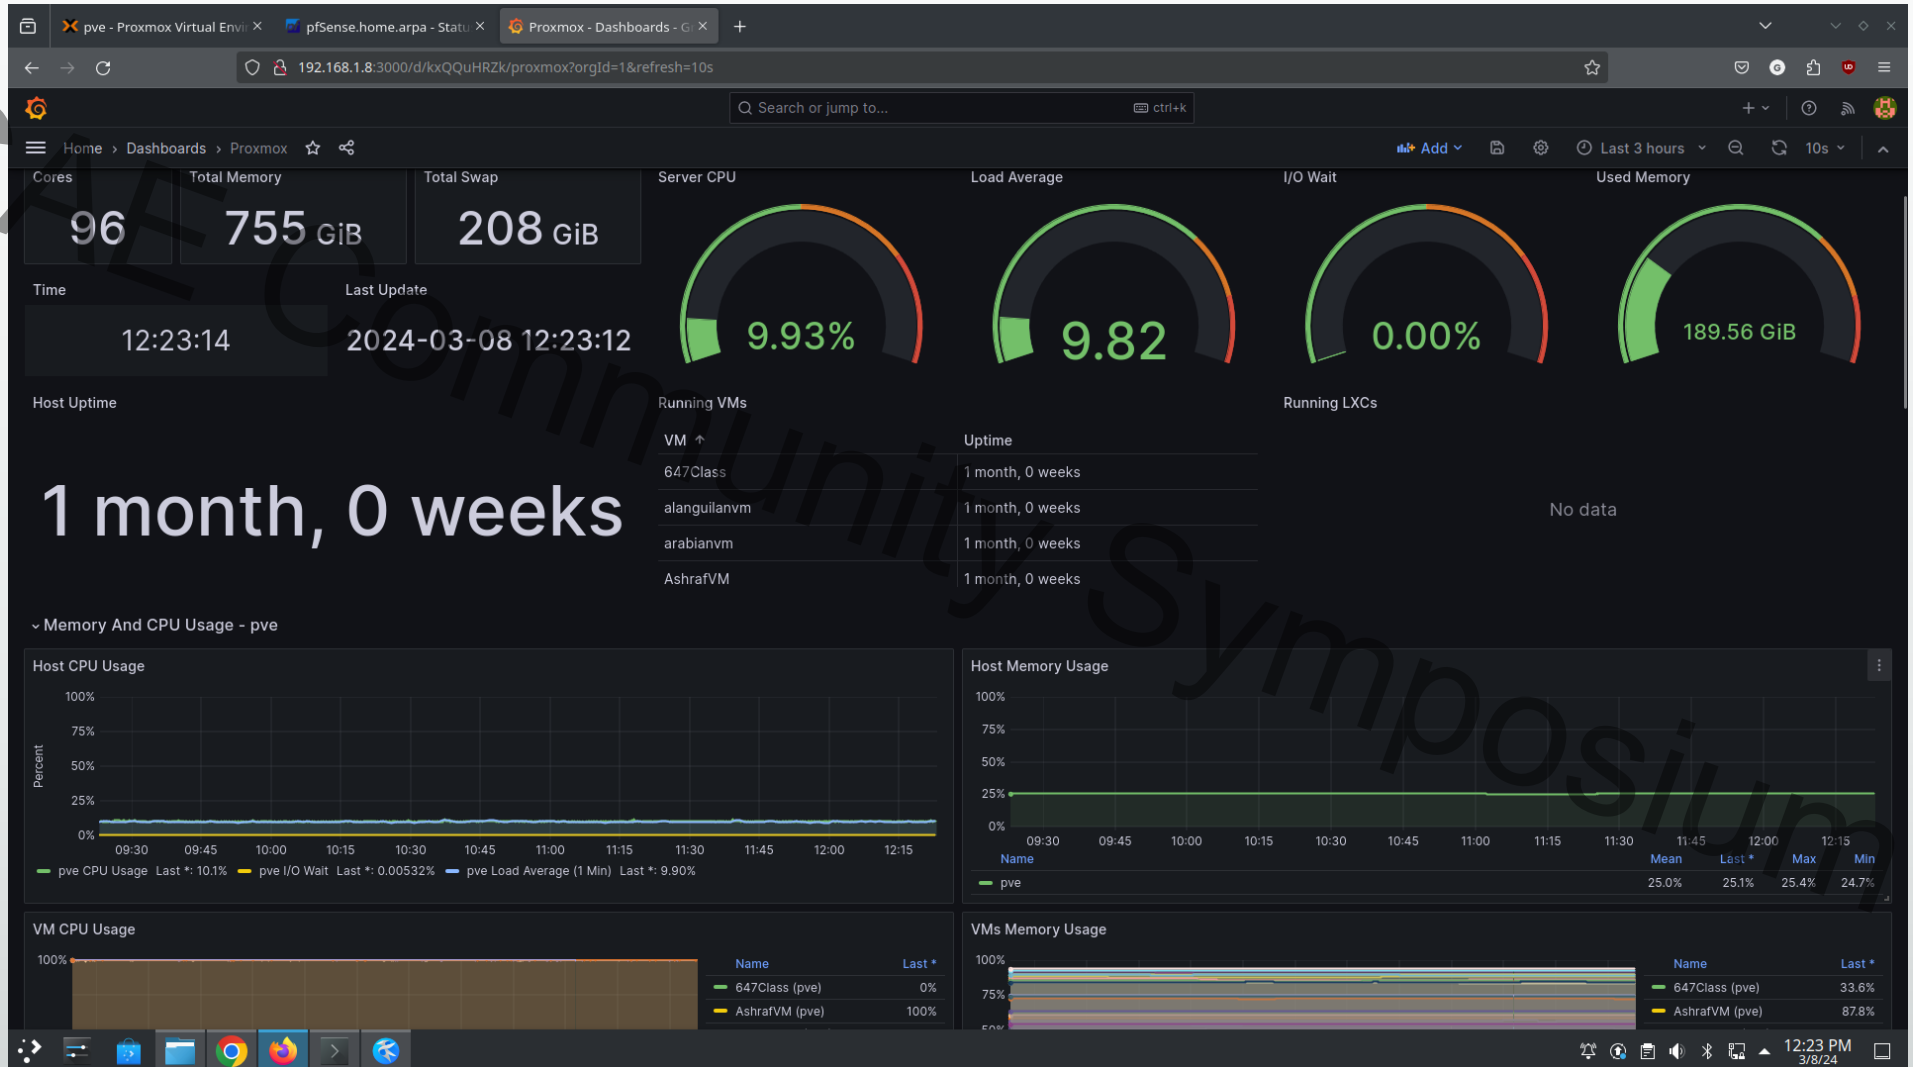 pve - Proxmox Virtual Envir
pfSense.home.arpa - Statu
Proxmox - Dashboards - Gr
192.168.1.8:3000/d/kxQQuHRZk/proxmox?orgId=1&refresh=10s
Search or jump to...
ctrl+k
Home › Dashboards › Proxmox
Add
Last 3 hours
10s
Cores
Total Memory
Total Swap
Server CPU
Load Average
I/O Wait
Used Memory
96
755 GiB
208 GiB
9.93%
9.82
0.00%
189.56 GiB
Time
Last Update
12:23:14
2024-03-08 12:23:12
Host Uptime
Running VMs
Running LXCs
1 month, 0 weeks
VM Uptime
647Class 1 month, 0 weeks
alanguilanvm 1 month, 0 weeks
arabianvm 1 month, 0 weeks
AshrafVM 1 month, 0 weeks
No data
Memory And CPU Usage - pve
Host CPU Usage
Percent
100%
75%
50%
25%
0%
09:30 09:45 10:00 10:15 10:30 10:45 11:00 11:15 11:30 11:45 12:00 12:15
pve CPU Usage Last *: 10.1% pve I/O Wait Last *: 0.00532% pve Load Average (1 Min) Last *: 9.90%
Host Memory Usage
100%
75%
50%
25%
0%
09:30 09:45 10:00 10:15 10:30 10:45 11:00 11:15 11:30 11:45 12:00 12:15
Name Mean Last * Max Min
pve 25.0% 25.1% 25.4% 24.7%
VM CPU Usage
100%
Name Last *
647Class (pve) 0%
AshrafVM (pve) 100%
VMs Memory Usage
100%
75%
50%
Name Last *
647Class (pve) 33.6%
AshrafVM (pve) 87.8%
12:23 PM
3/8/24
AE Community Symposium